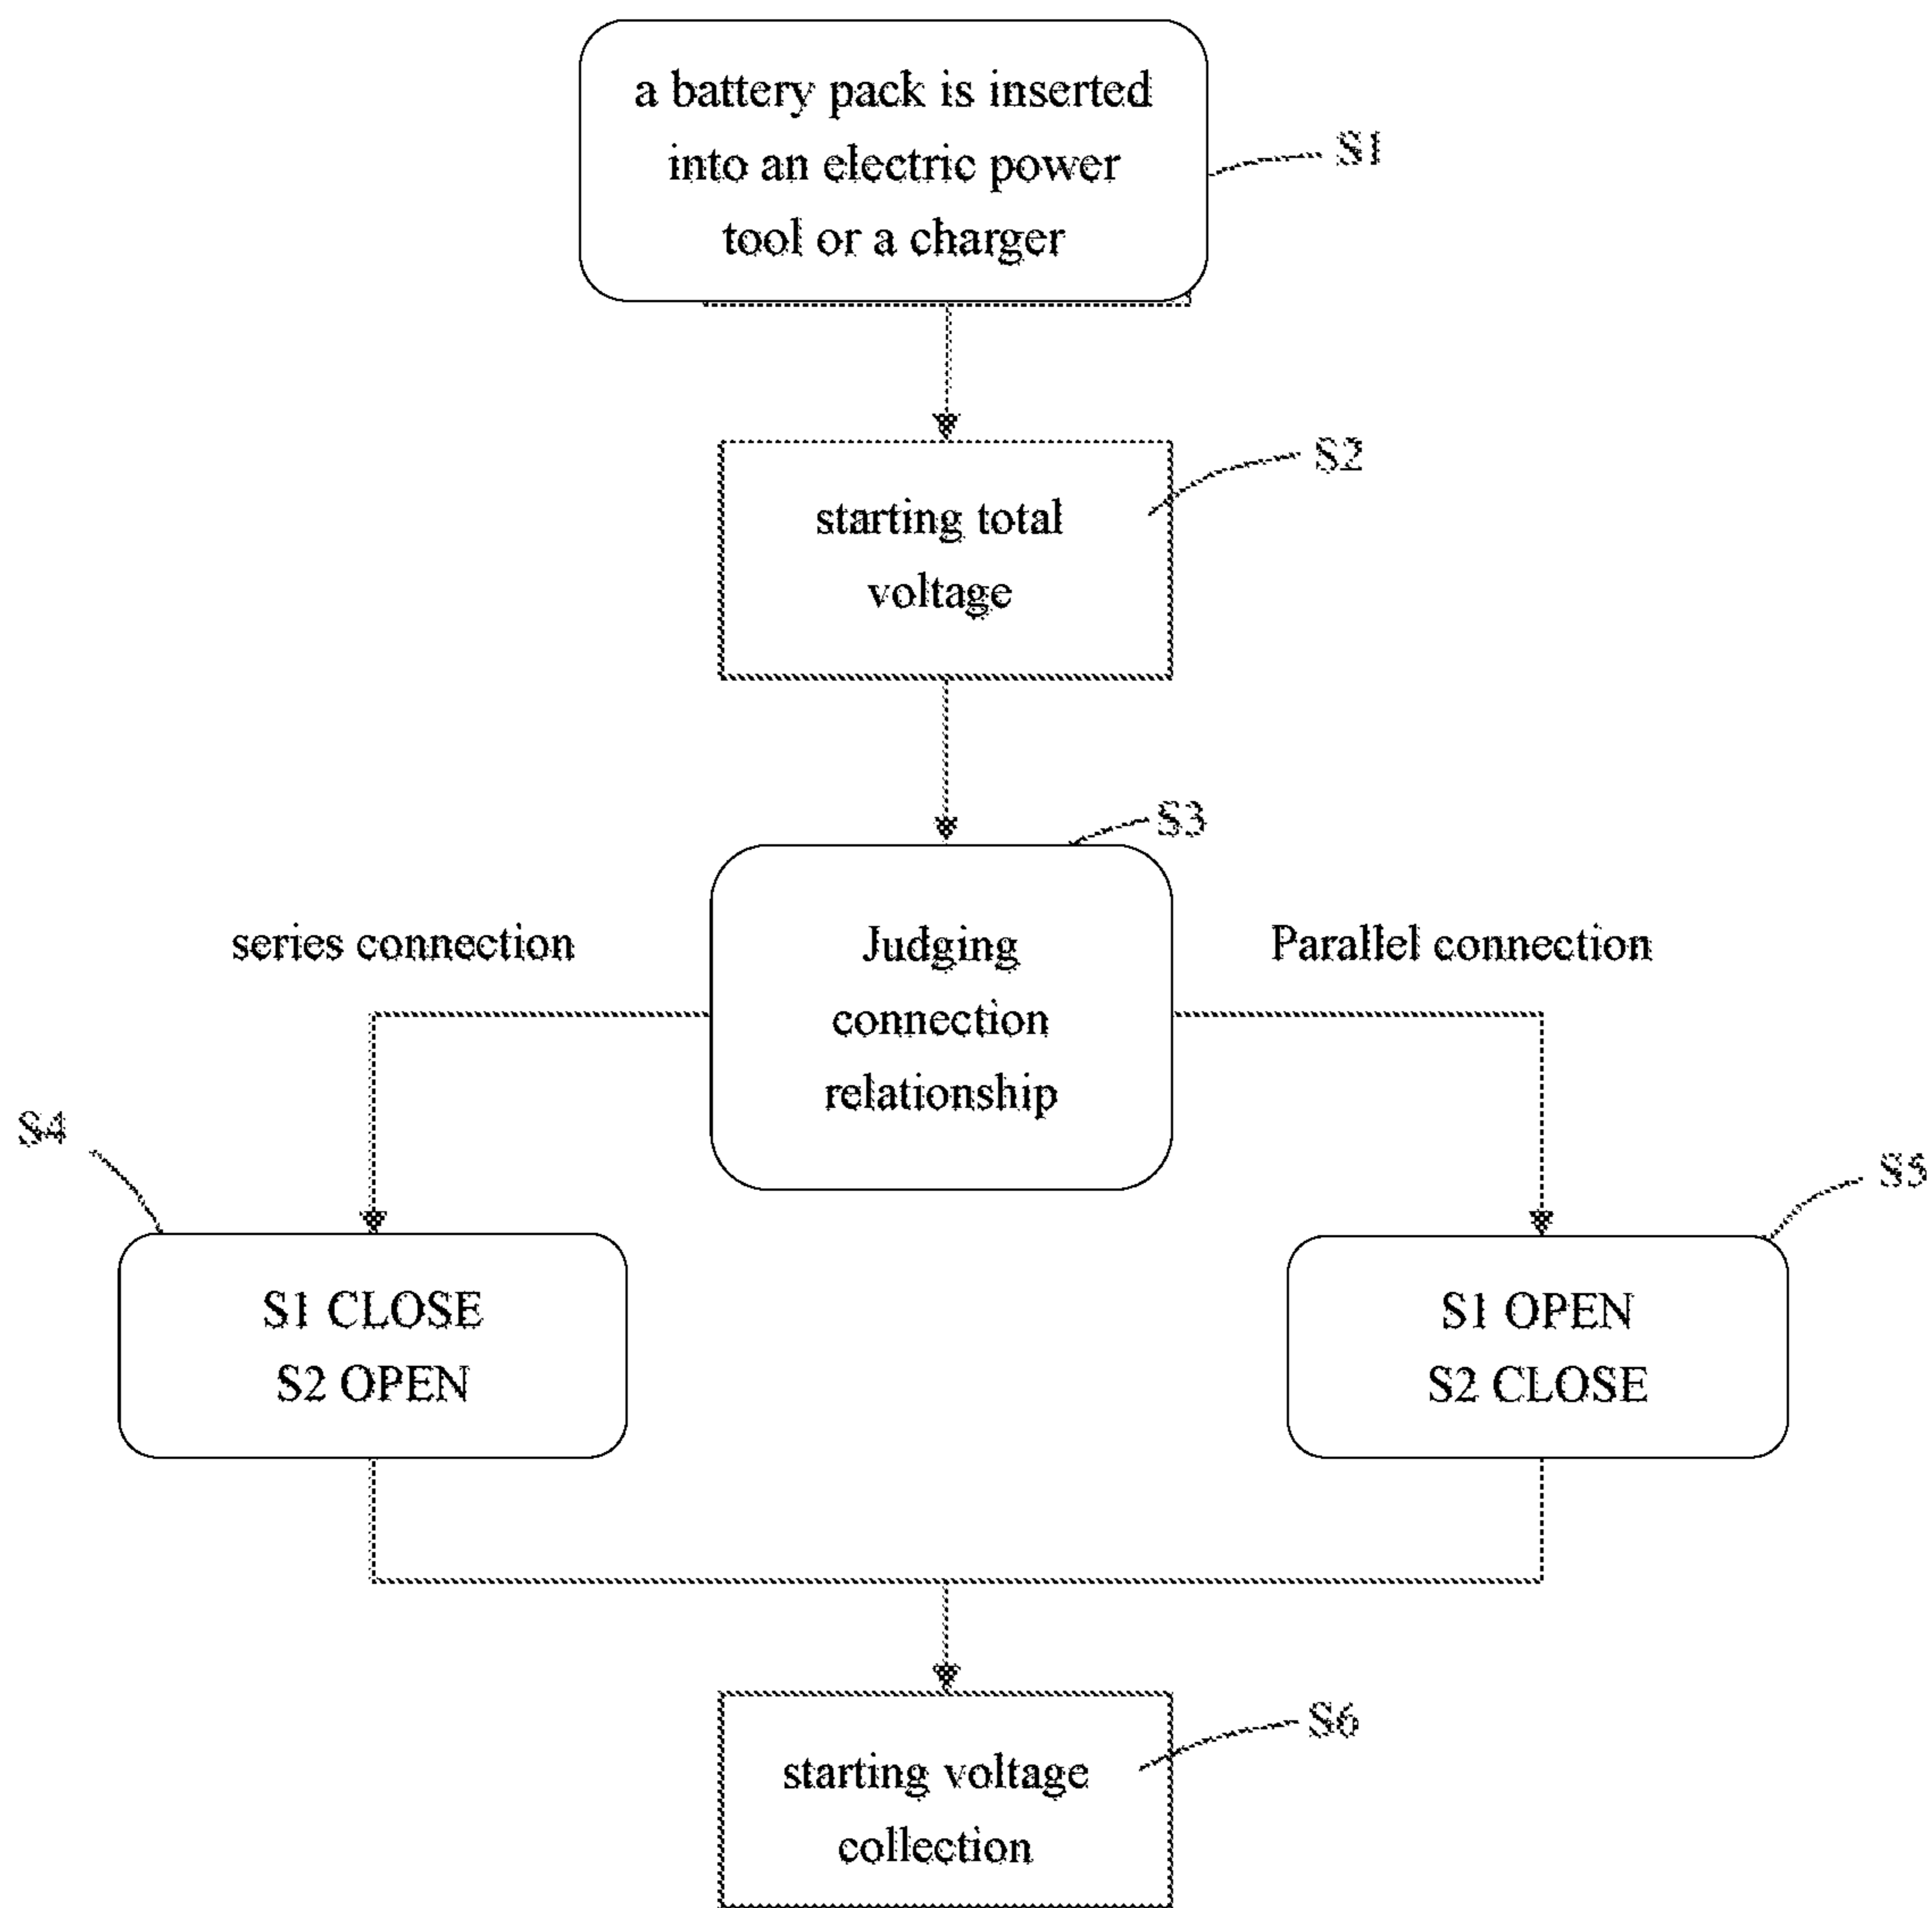 a battery pack is inserted
into an electric power
tool or a charger
S1
starting total
voltage
S2
S3
Judging
connection
relationship
series connection
Parallel connection
S4
S1 CLOSE
S2 OPEN
S5
S1 OPEN
S2 CLOSE
starting voltage
collection
S6